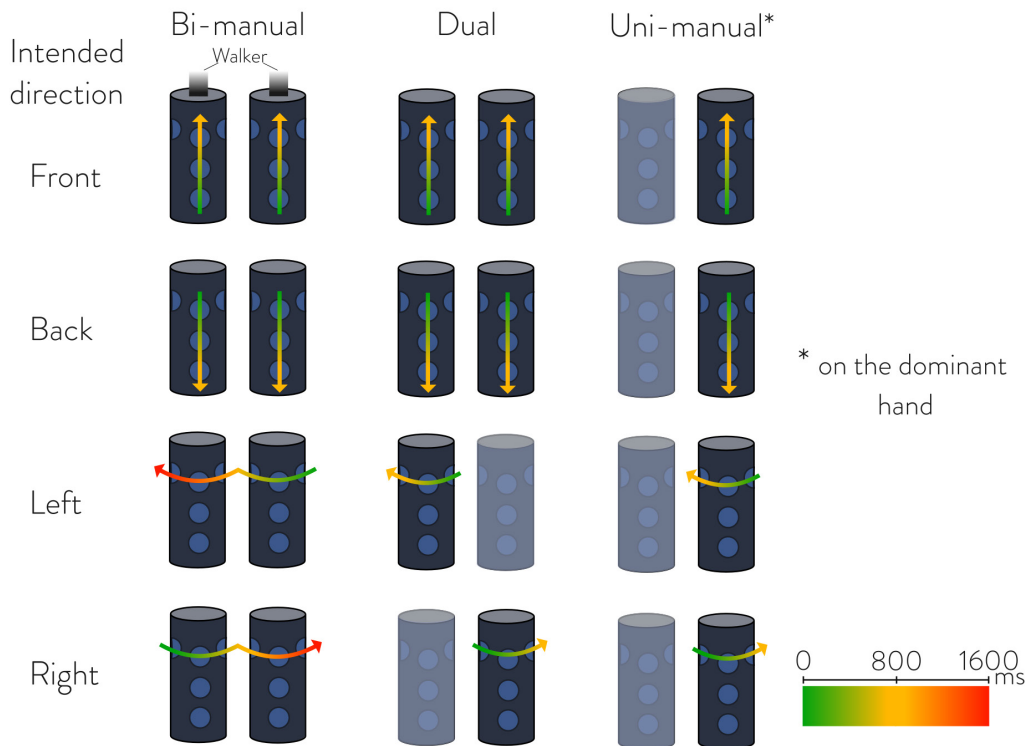 Bi-manual
Dual
Uni-manual*
Intended
direction
Walker
Front
Back
* on the dominant
hand
Left
Right
0 800 1600
ms